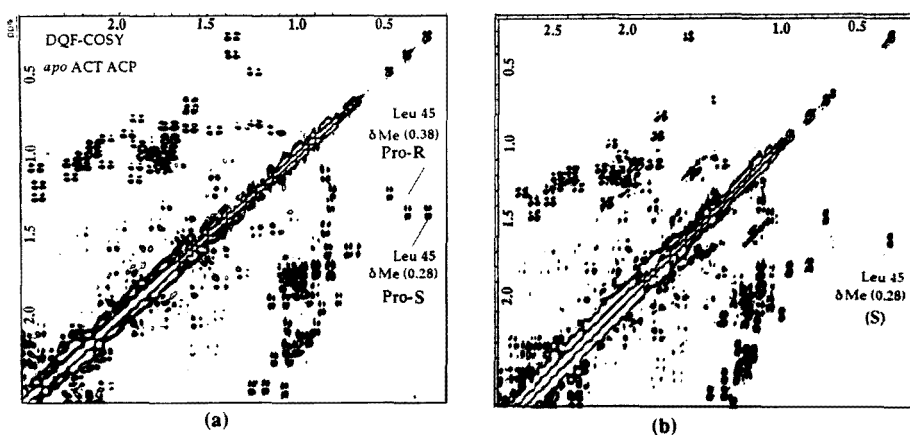 2.0 1.5 1.0 0.5
DQF-COSY
apo ACT ACP
0.5
1.0
1.5
2.0
Leu 45
δMe (0.38)
Pro-R
Leu 45
δMe (0.28)
Pro-S
(a)
2.5 2.0 1.5 1.0 0.5
0.5
1.0
1.5
2.0
Leu 45
δMe (0.28)
(S)
(b)